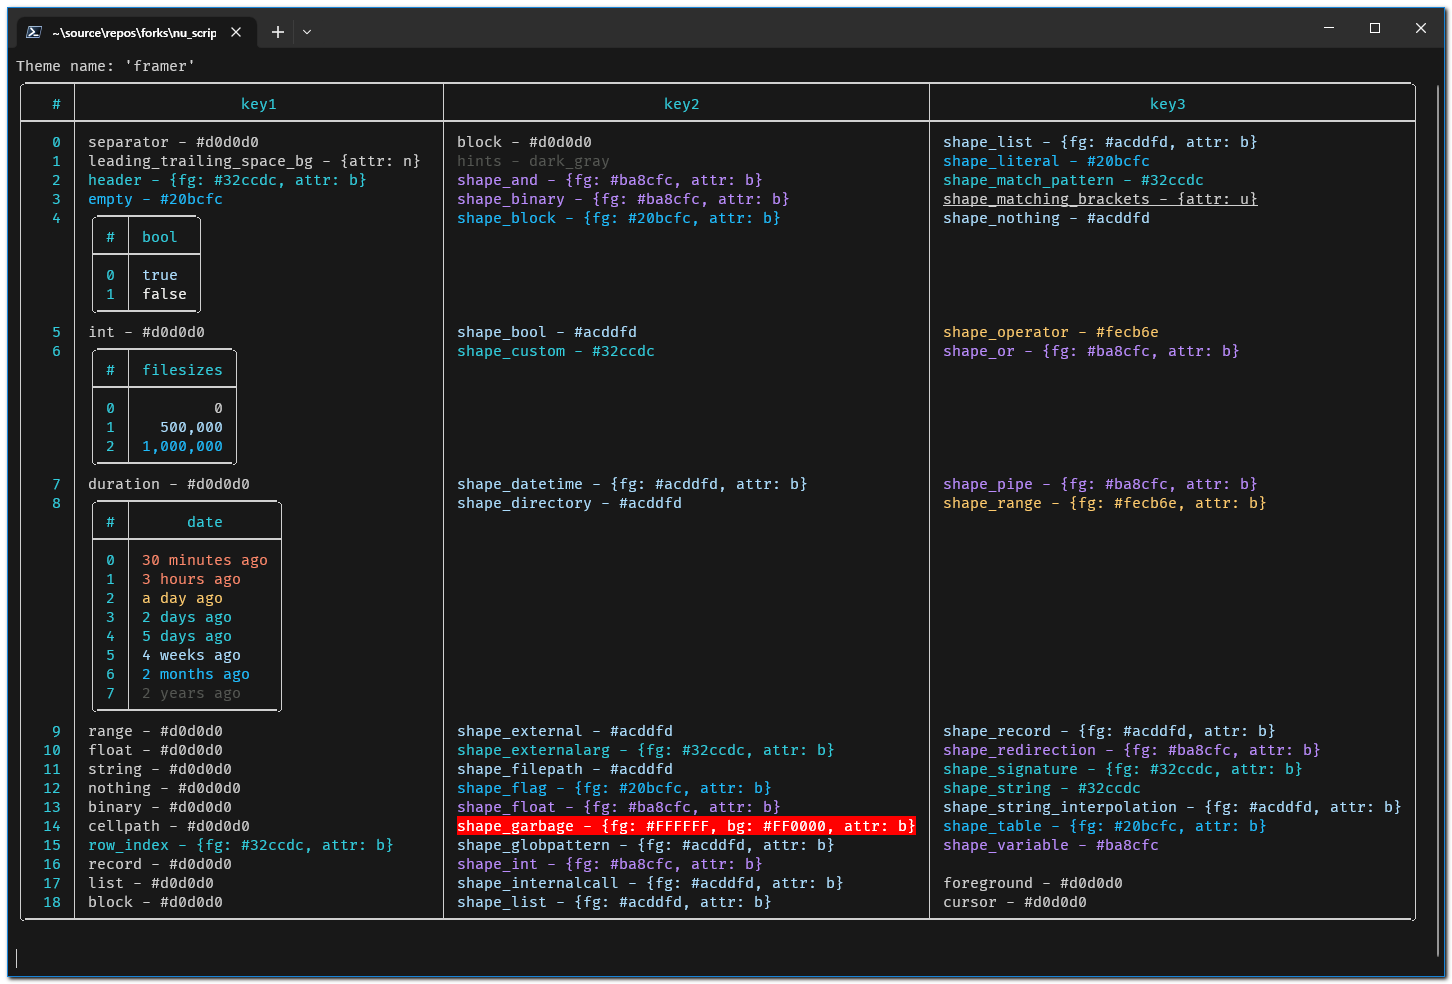 ~\source\repos\forks\nu_scrip
Theme name: 'framer'
# key1 key2 key3
0 separator - #d0d0d0 block - #d0d0d0 shape_list - {fg: #acddfd, attr: b}
1 leading_trailing_space_bg - {attr: n} hints - dark_gray shape_literal - #20bcfc
2 header - {fg: #32ccdc, attr: b} shape_and - {fg: #ba8cfc, attr: b} shape_match_pattern - #32ccdc
3 empty - #20bcfc shape_binary - {fg: #ba8cfc, attr: b} shape_matching_brackets - {attr: u}
4 shape_block - {fg: #20bcfc, attr: b} shape_nothing - #acddfd
# bool
0 true
1 false
5 int - #d0d0d0 shape_bool - #acddfd shape_operator - #fecb6e
6 shape_custom - #32ccdc shape_or - {fg: #ba8cfc, attr: b}
# filesizes
0 0
1 500,000
2 1,000,000
7 duration - #d0d0d0 shape_datetime - {fg: #acddfd, attr: b} shape_pipe - {fg: #ba8cfc, attr: b}
8 shape_directory - #acddfd shape_range - {fg: #fecb6e, attr: b}
# date
0 30 minutes ago
1 3 hours ago
2 a day ago
3 2 days ago
4 5 days ago
5 4 weeks ago
6 2 months ago
7 2 years ago
9 range - #d0d0d0 shape_external - #acddfd shape_record - {fg: #acddfd, attr: b}
10 float - #d0d0d0 shape_externalarg - {fg: #32ccdc, attr: b} shape_redirection - {fg: #ba8cfc, attr: b}
11 string - #d0d0d0 shape_filepath - #acddfd shape_signature - {fg: #32ccdc, attr: b}
12 nothing - #d0d0d0 shape_flag - {fg: #20bcfc, attr: b} shape_string - #32ccdc
13 binary - #d0d0d0 shape_float - {fg: #ba8cfc, attr: b} shape_string_interpolation - {fg: #acddfd, attr: b}
14 cellpath - #d0d0d0 shape_garbage - {fg: #FFFFFF, bg: #FF0000, attr: b} shape_table - {fg: #20bcfc, attr: b}
15 row_index - {fg: #32ccdc, attr: b} shape_globpattern - {fg: #acddfd, attr: b} shape_variable - #ba8cfc
16 record - #d0d0d0 shape_int - {fg: #ba8cfc, attr: b}
17 list - #d0d0d0 shape_internalcall - {fg: #acddfd, attr: b} foreground - #d0d0d0
18 block - #d0d0d0 shape_list - {fg: #acddfd, attr: b} cursor - #d0d0d0